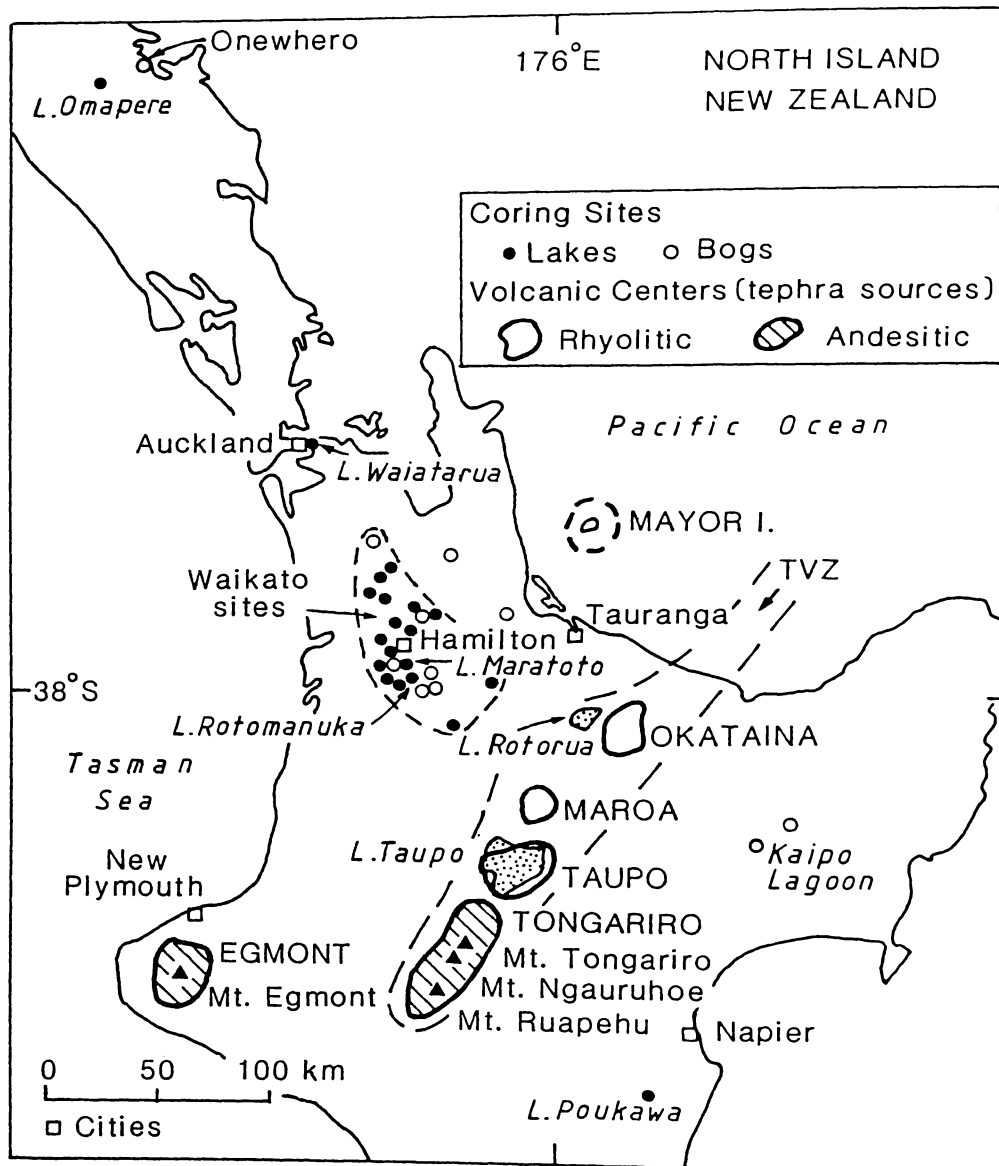 Onewhero
176°E
NORTH ISLAND
NEW ZEALAND
L.Omapere
Coring Sites
Lakes
Bogs
Volcanic Centers (tephra sources)
Rhyolitic
Andesitic
Pacific Ocean
Auckland
L.Waiatarua
MAYOR I.
TVZ
Waikato
sites
Tauranga
Hamilton
L.Maratoto
38°S
L.Rotomanuka
L.Rotorua
OKATAINA
Tasman
Sea
MAROA
L.Taupo
TAUPO
Kaipo
Lagoon
New
Plymouth
TONGARIRO
EGMONT
Mt. Tongariro
Mt. Egmont
Mt. Ngauruhoe
Mt. Ruapehu
Napier
0 50 100 km
L.Poukawa
Cities